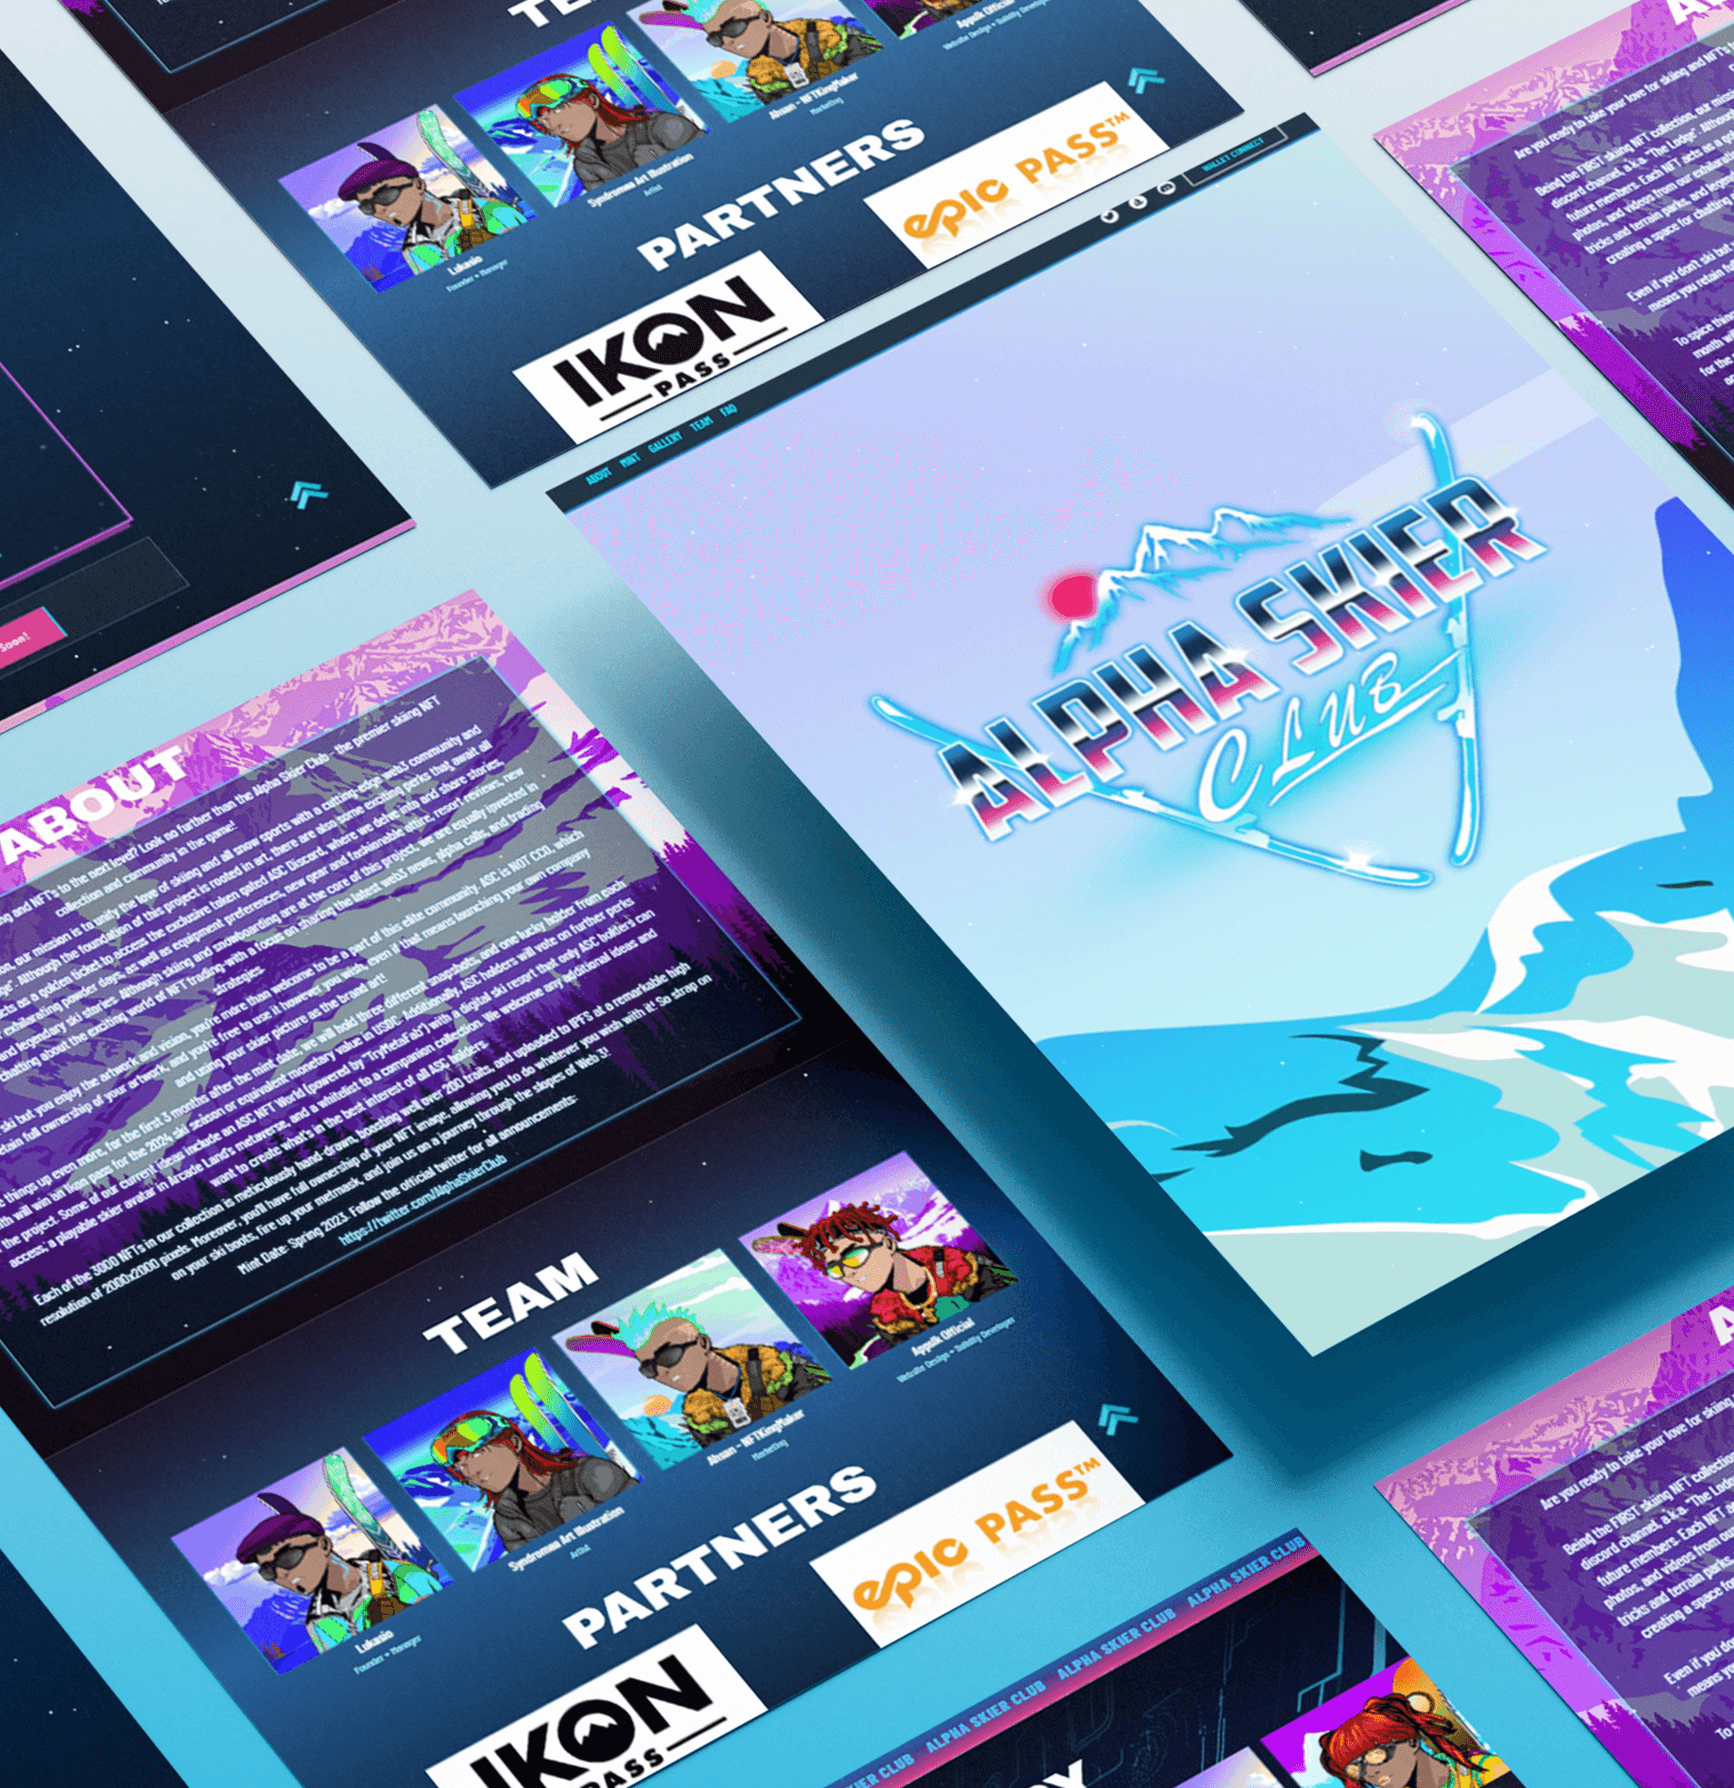 TEAM
Lukasio
Founder + Manager
Syndroman Art Illustration
Artist
Ahsan - NFTKingMaker
Marketing
Appslk Official
Website Design + Solidity Developer
PARTNERS
IKON
PASS
epic PASS™
ABOUT
MINT
GALLERY
TEAM
FAQ
WALLET CONNECT
ALPHA SKIER
CLUB
Soon!
ABOUT
ing and NFTs to the next level? Look no further than the Alpha Skier Club - the premier skiing NFT
collection and community in the game!
on, our mission is to unify the love of skiing and all snow sports with a cutting-edge web3 community and
Although the foundation of this project is rooted in art, there are also some exciting perks that await all
acts as a golden ticket to access the exclusive token gated ASC Discord, where we delve into and share stories,
exhilarating powder days, as well as equipment preferences, new gear and fashionable attire, resort reviews, new
and legendary ski stories. Although skiing and snowboarding are at the core of this project, we are equally invested in
chatting about the exciting world of NFT trading-with a focus on sharing the latest web3 news, alpha calls, and trading
strategies.
ski but you enjoy the artwork and vision, you're more than welcome to be a part of this elite community. ASC is NOT CC0, which
etain full ownership of your artwork, and you're free to use it however you wish, even if that means launching your own company
and using your skier picture as the brand art!
e things up even more, for the first 3 months after the mint date, we will hold three different snapshots, and one lucky holder from each
th will win an Ikon pass for the 2024 ski season or equivalent monetary value in USDC. Additionally, ASC holders will vote on further perks
the project. Some of our current ideas include an ASC NFT World (powered by "TryMetaFab") with a digital ski resort that only ASC holders can
access; a playable skier avatar in Arcade Land's metaverse, and a whitelist to a companion collection. We welcome any additional ideas and
want to create what's in the best interest of all ASC holders.
Each of the 3000 NFTs in our collection is meticulously hand-drawn, boasting well over 200 traits, and uploaded to IPFS at a remarkable high
resolution of 2000x2000 pixels. Moreover, you'll have full ownership of your NFT image, allowing you to do whatever you wish with it! So strap on
on your ski boots, fire up your metmask, and join us on a journey through the slopes of Web 3!
Mint Date: Spring 2023. Follow the official twitter for all announcements:
https://twitter.com/AlphaSkierClub
TEAM
Lukasio
Founder + Manager
Syndroman Art Illustration
Artist
Ahsan - NFTKingMaker
Marketing
Appslk Official
Website Design + Solidity Developer
PARTNERS
IKON
PASS
epic PASS™
ALPHA SKIER CLUB ALPHA SKIER CLUB ALPHA SKIER CLUB ALPHA SKIER CLUB ALPHA SKIER CLUB
Are you ready to take your love for skiing and NFTs
Being the FIRST skiing NFT collection, our mis
discord channel, a.k.a. "The Lodge". Although
future members. Each NFT acts as a
photos, and videos from our exhilara
tricks and terrain parks, and legen
creating a space for chatting
Even if you don't ski but
means you retain full
To spice thin
month wi
for the
Are you ready to take your love for skiing
Being the FIRST skiing NFT collectio
discord channel, a.k.a. "The Lod
future members. Each NFT
photos, and videos from
tricks and terrain parks
creating a space
Even if you do
means you
To